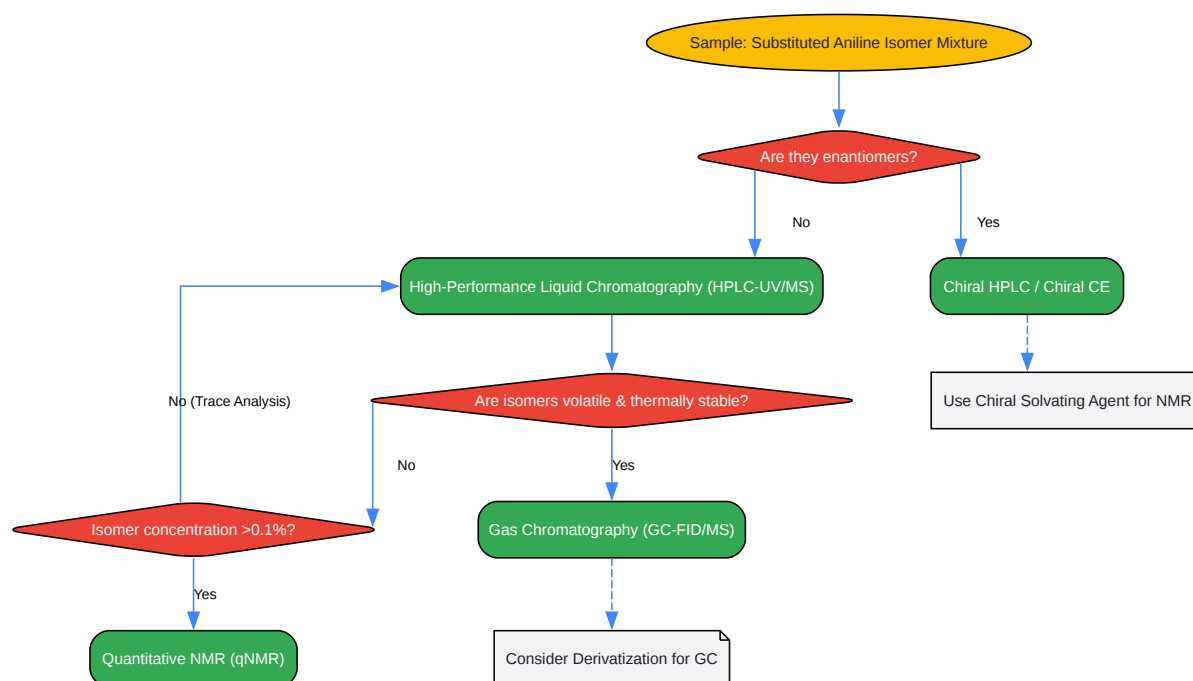 Sample: Substituted Aniline Isomer Mixture
Are they enantiomers?
No
Yes
High-Performance Liquid Chromatography (HPLC-UV/MS)
Chiral HPLC / Chiral CE
No (Trace Analysis)
Are isomers volatile & thermally stable?
Use Chiral Solvating Agent for NMR
No
Yes
Isomer concentration >0.1%?
Gas Chromatography (GC-FID/MS)
Yes
Quantitative NMR (qNMR)
Consider Derivatization for GC